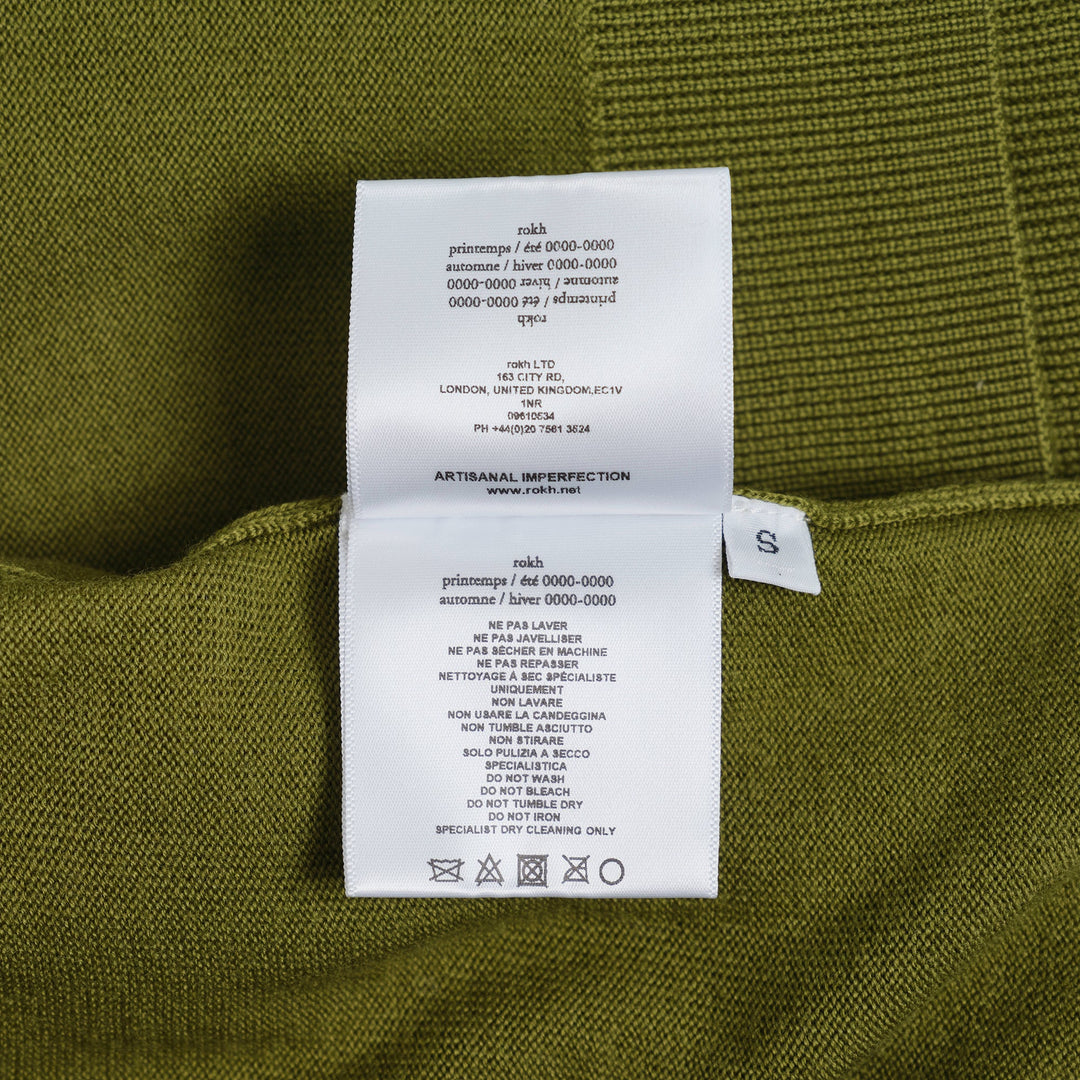 rokh
printemps / été 0000-0000
automne / hiver 0000-0000
automne / hiver 0000-0000
printemps / été 0000-0000
rokh
rokh LTD
163 CITY RD,
LONDON, UNITED KINGDOM,EC1V
1NR
09610634
PH +44(0)20 7561 3624
ARTISANAL IMPERFECTION
www.rokh.net
S
rokh
printemps / été 0000-0000
automne / hiver 0000-0000
NE PAS LAVER
NE PAS JAVELLISER
NE PAS SÈCHER EN MACHINE
NE PAS REPASSER
NETTOYAGE À SEC SPÉCIALISTE
UNIQUEMENT
NON LAVARE
NON USARE LA CANDEGGINA
NON TUMBLE ASCIUTTO
NON STIRARE
SOLO PULIZIA A SECCO
SPECIALISTICA
DO NOT WASH
DO NOT BLEACH
DO NOT TUMBLE DRY
DO NOT IRON
SPECIALIST DRY CLEANING ONLY